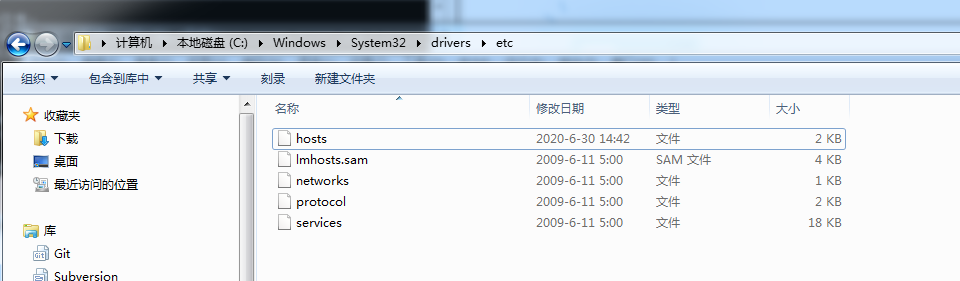 计算机 本地磁盘 (C:) Windows System32 drivers etc
组织 包含到库中 共享 刻录 新建文件夹
收藏夹
下载
桌面
最近访问的位置
库
Git
Subversion
名称 修改日期 类型 大小
hosts 2020-6-30 14:42 文件 2 KB
lmhosts.sam 2009-6-11 5:00 SAM 文件 4 KB
networks 2009-6-11 5:00 文件 1 KB
protocol 2009-6-11 5:00 文件 2 KB
services 2009-6-11 5:00 文件 18 KB